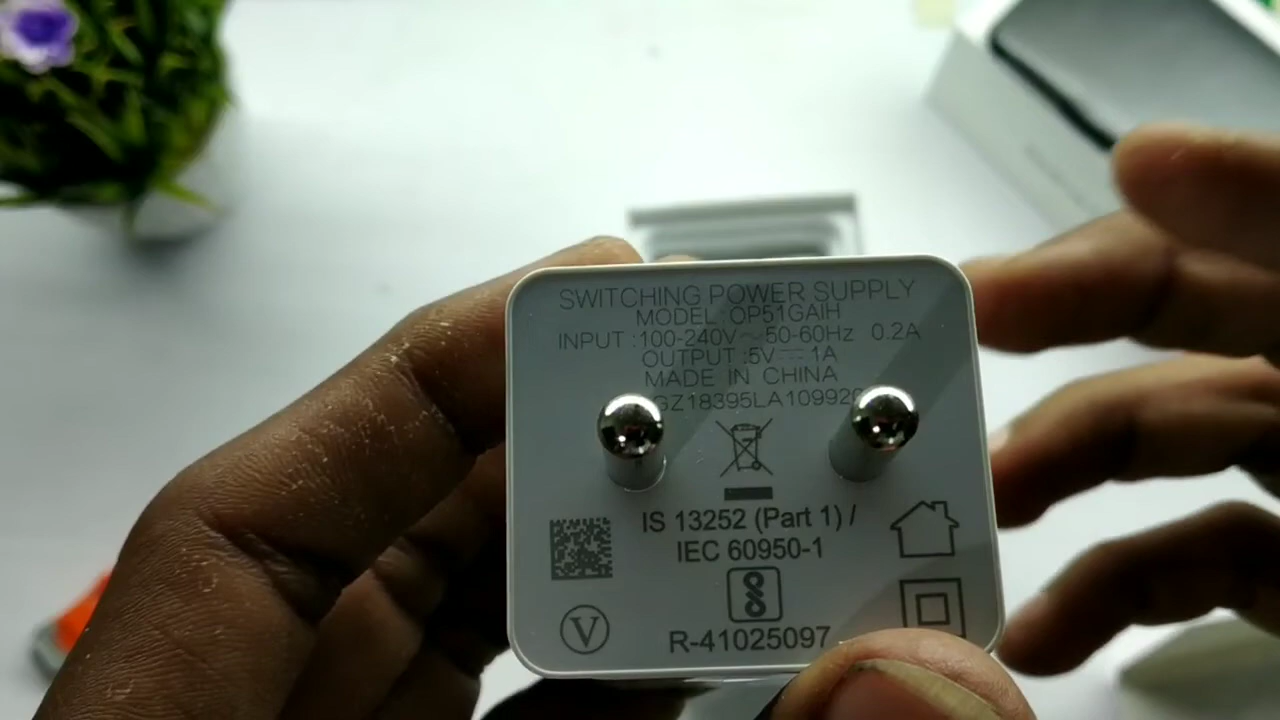 SWITCHING POWER SUPPLY
MODEL :OP51GAIH
INPUT :100-240V~50-60Hz 0.2A
OUTPUT :5V⎓1A
MADE IN CHINA
GZ18395LA10992
IS 13252 (Part 1) /
IEC 60950-1
V
R-41025097